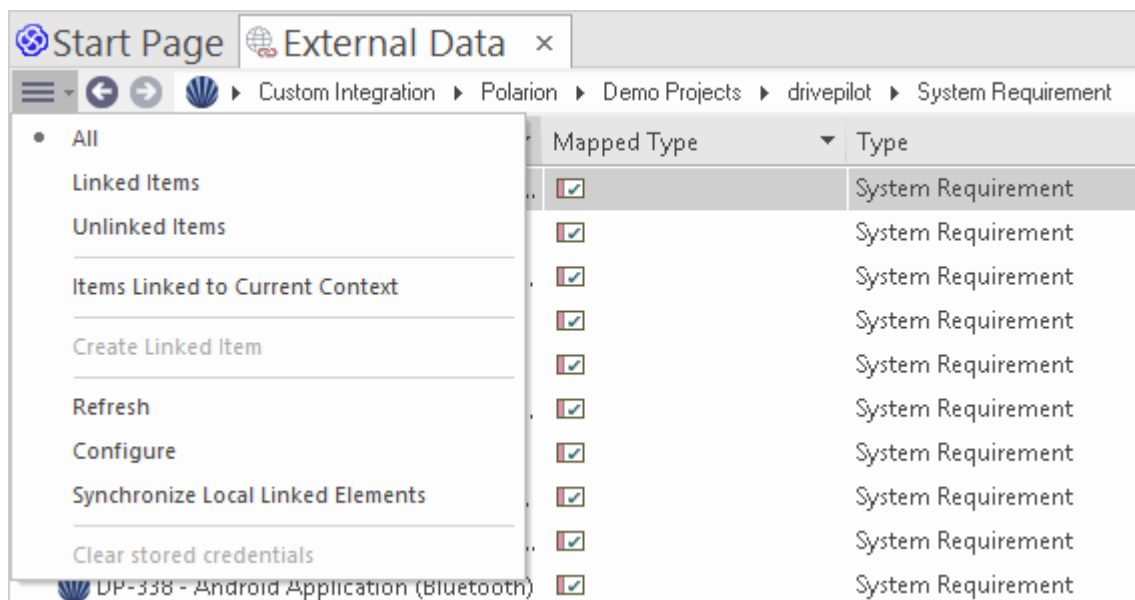 Start Page External Data ×
Custom Integration Polarion Demo Projects drivepilot System Requirement
All Mapped Type Type
Linked Items System Requirement
Unlinked Items System Requirement
Items Linked to Current Context System Requirement
System Requirement
Create Linked Item System Requirement
Refresh System Requirement
Configure System Requirement
Synchronize Local Linked Elements System Requirement
Clear stored credentials System Requirement
DP-338 - Android Application (Bluetooth) System Requirement